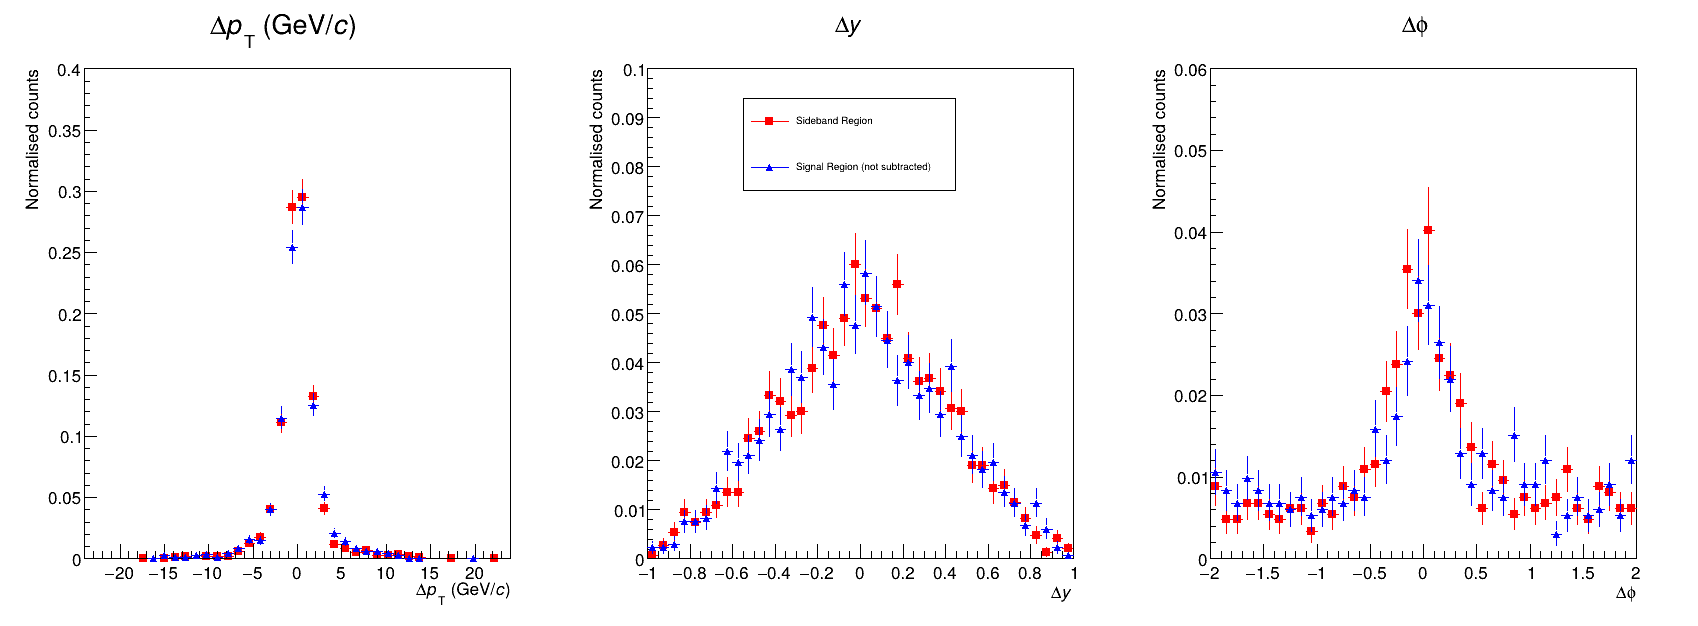 Δp_T (GeV/c)
Normalised counts
0.4
0.35
0.3
0.25
0.2
0.15
0.1
0.05
0
−20 −15 −10 −5 0 5 10 15 20
Δp_T (GeV/c)
Δy
Normalised counts
0.1
0.09
0.08
0.07
0.06
0.05
0.04
0.03
0.02
0.01
0
Sideband Region
Signal Region (not subtracted)
−1 −0.8 −0.6 −0.4 −0.2 0 0.2 0.4 0.6 0.8 1
Δy
Δϕ
Normalised counts
0.06
0.05
0.04
0.03
0.02
0.01
0
−2 −1.5 −1 −0.5 0 0.5 1 1.5 2
Δϕ